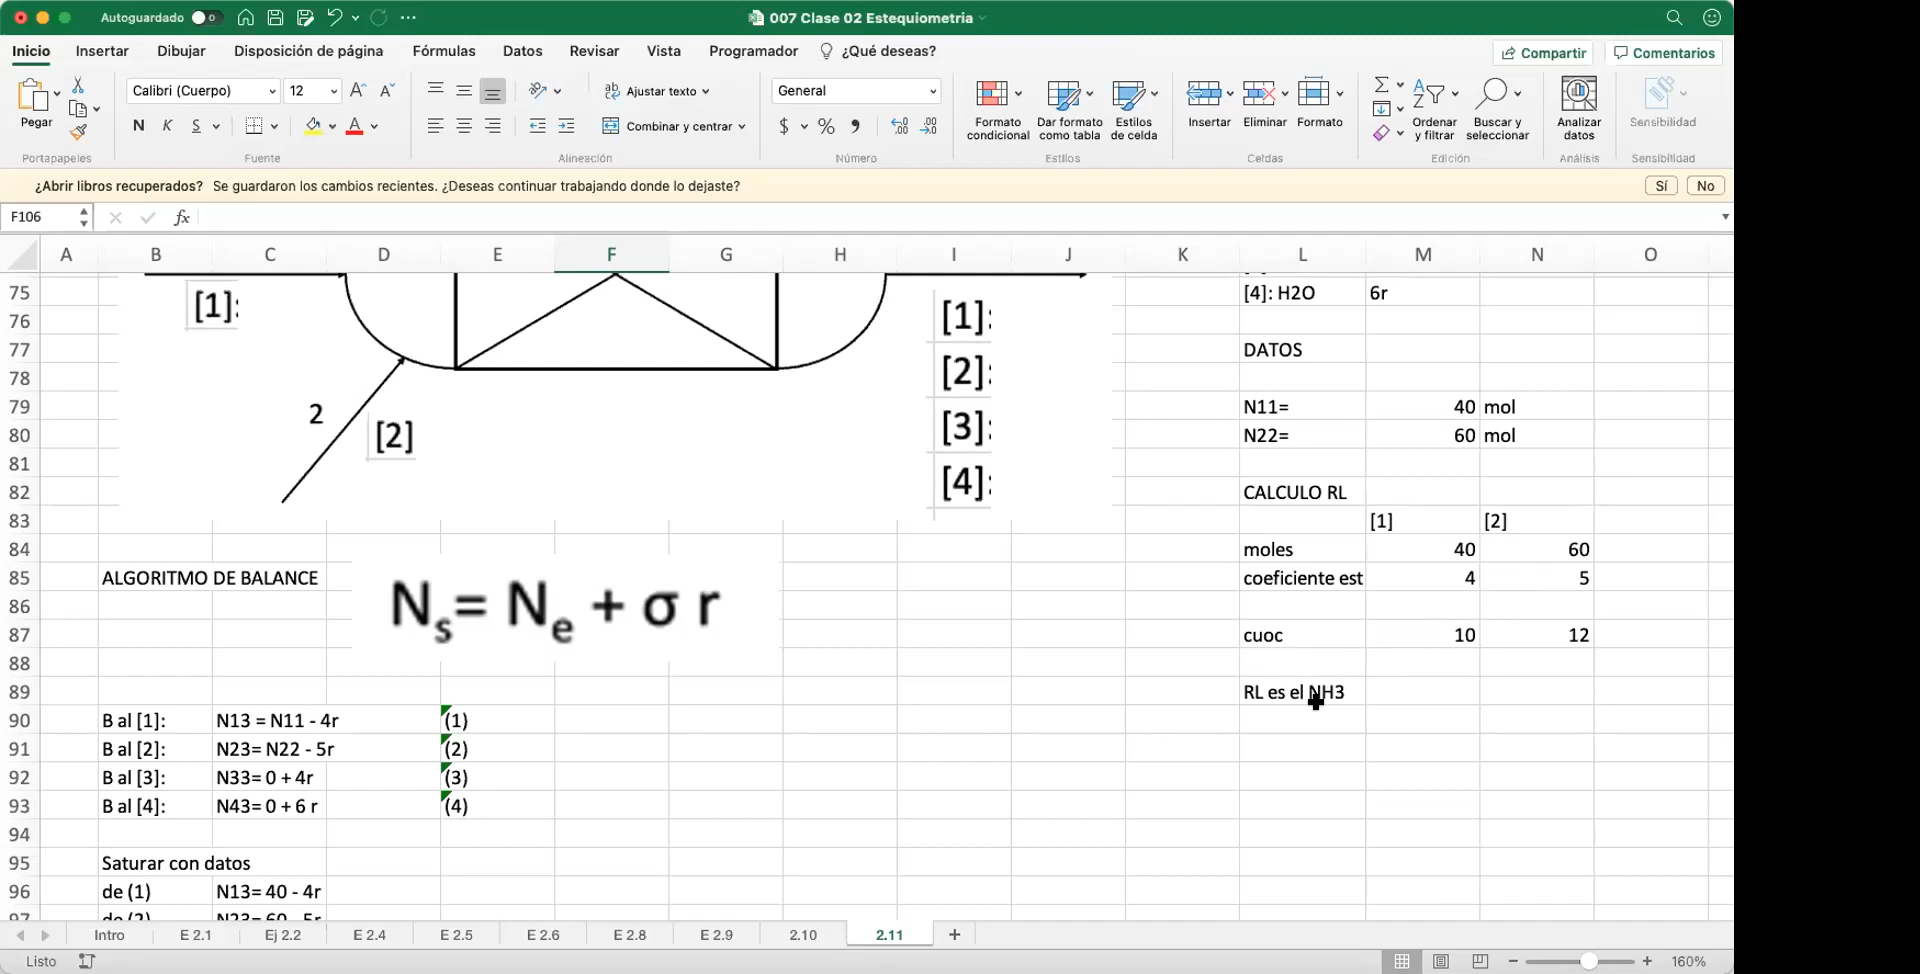 Autoguardado
007 Clase 02 Estequiometria
Inicio Insertar Dibujar Disposición de página Fórmulas Datos Revisar Vista Programador ¿Qué deseas? Compartir Comentarios
Pegar
Calibri (Cuerpo) 12
N K S
Ajustar texto
Combinar y centrar
General
Formato condicional
Dar formato como tabla
Estilos de celda
Insertar Eliminar Formato
Ordenar y filtrar
Buscar y seleccionar
Analizar datos
Sensibilidad
Portapapeles Fuente Alineación Número Estilos Celdas Edición Análisis Sensibilidad
¿Abrir libros recuperados? Se guardaron los cambios recientes. ¿Deseas continuar trabajando donde lo dejaste? Sí No
F106 fx
A B C D E F G H I J K L M N O
75 [1]: [4]: H2O 6r
76 [1]:
77 DATOS
78 [2]:
79 2 [3]: N11= 40 mol
80 [2] N22= 60 mol
81 [4]:
82 CALCULO RL
83 [1] [2]
84 moles 40 60
85 ALGORITMO DE BALANCE coeficiente est 4 5
86 Ns= Ne + σ r
87 cuoc 10 12
88
89 RL es el NH3
90 B al [1]: N13 = N11 - 4r (1)
91 B al [2]: N23= N22 - 5r (2)
92 B al [3]: N33= 0 + 4r (3)
93 B al [4]: N43= 0 + 6 r (4)
94
95 Saturar con datos
96 de (1) N13= 40 - 4r
97 de (2) N23= 60 - 5r
Intro E 2.1 Ej 2.2 E 2.4 E 2.5 E 2.6 E 2.8 E 2.9 2.10 2.11
Listo 160%